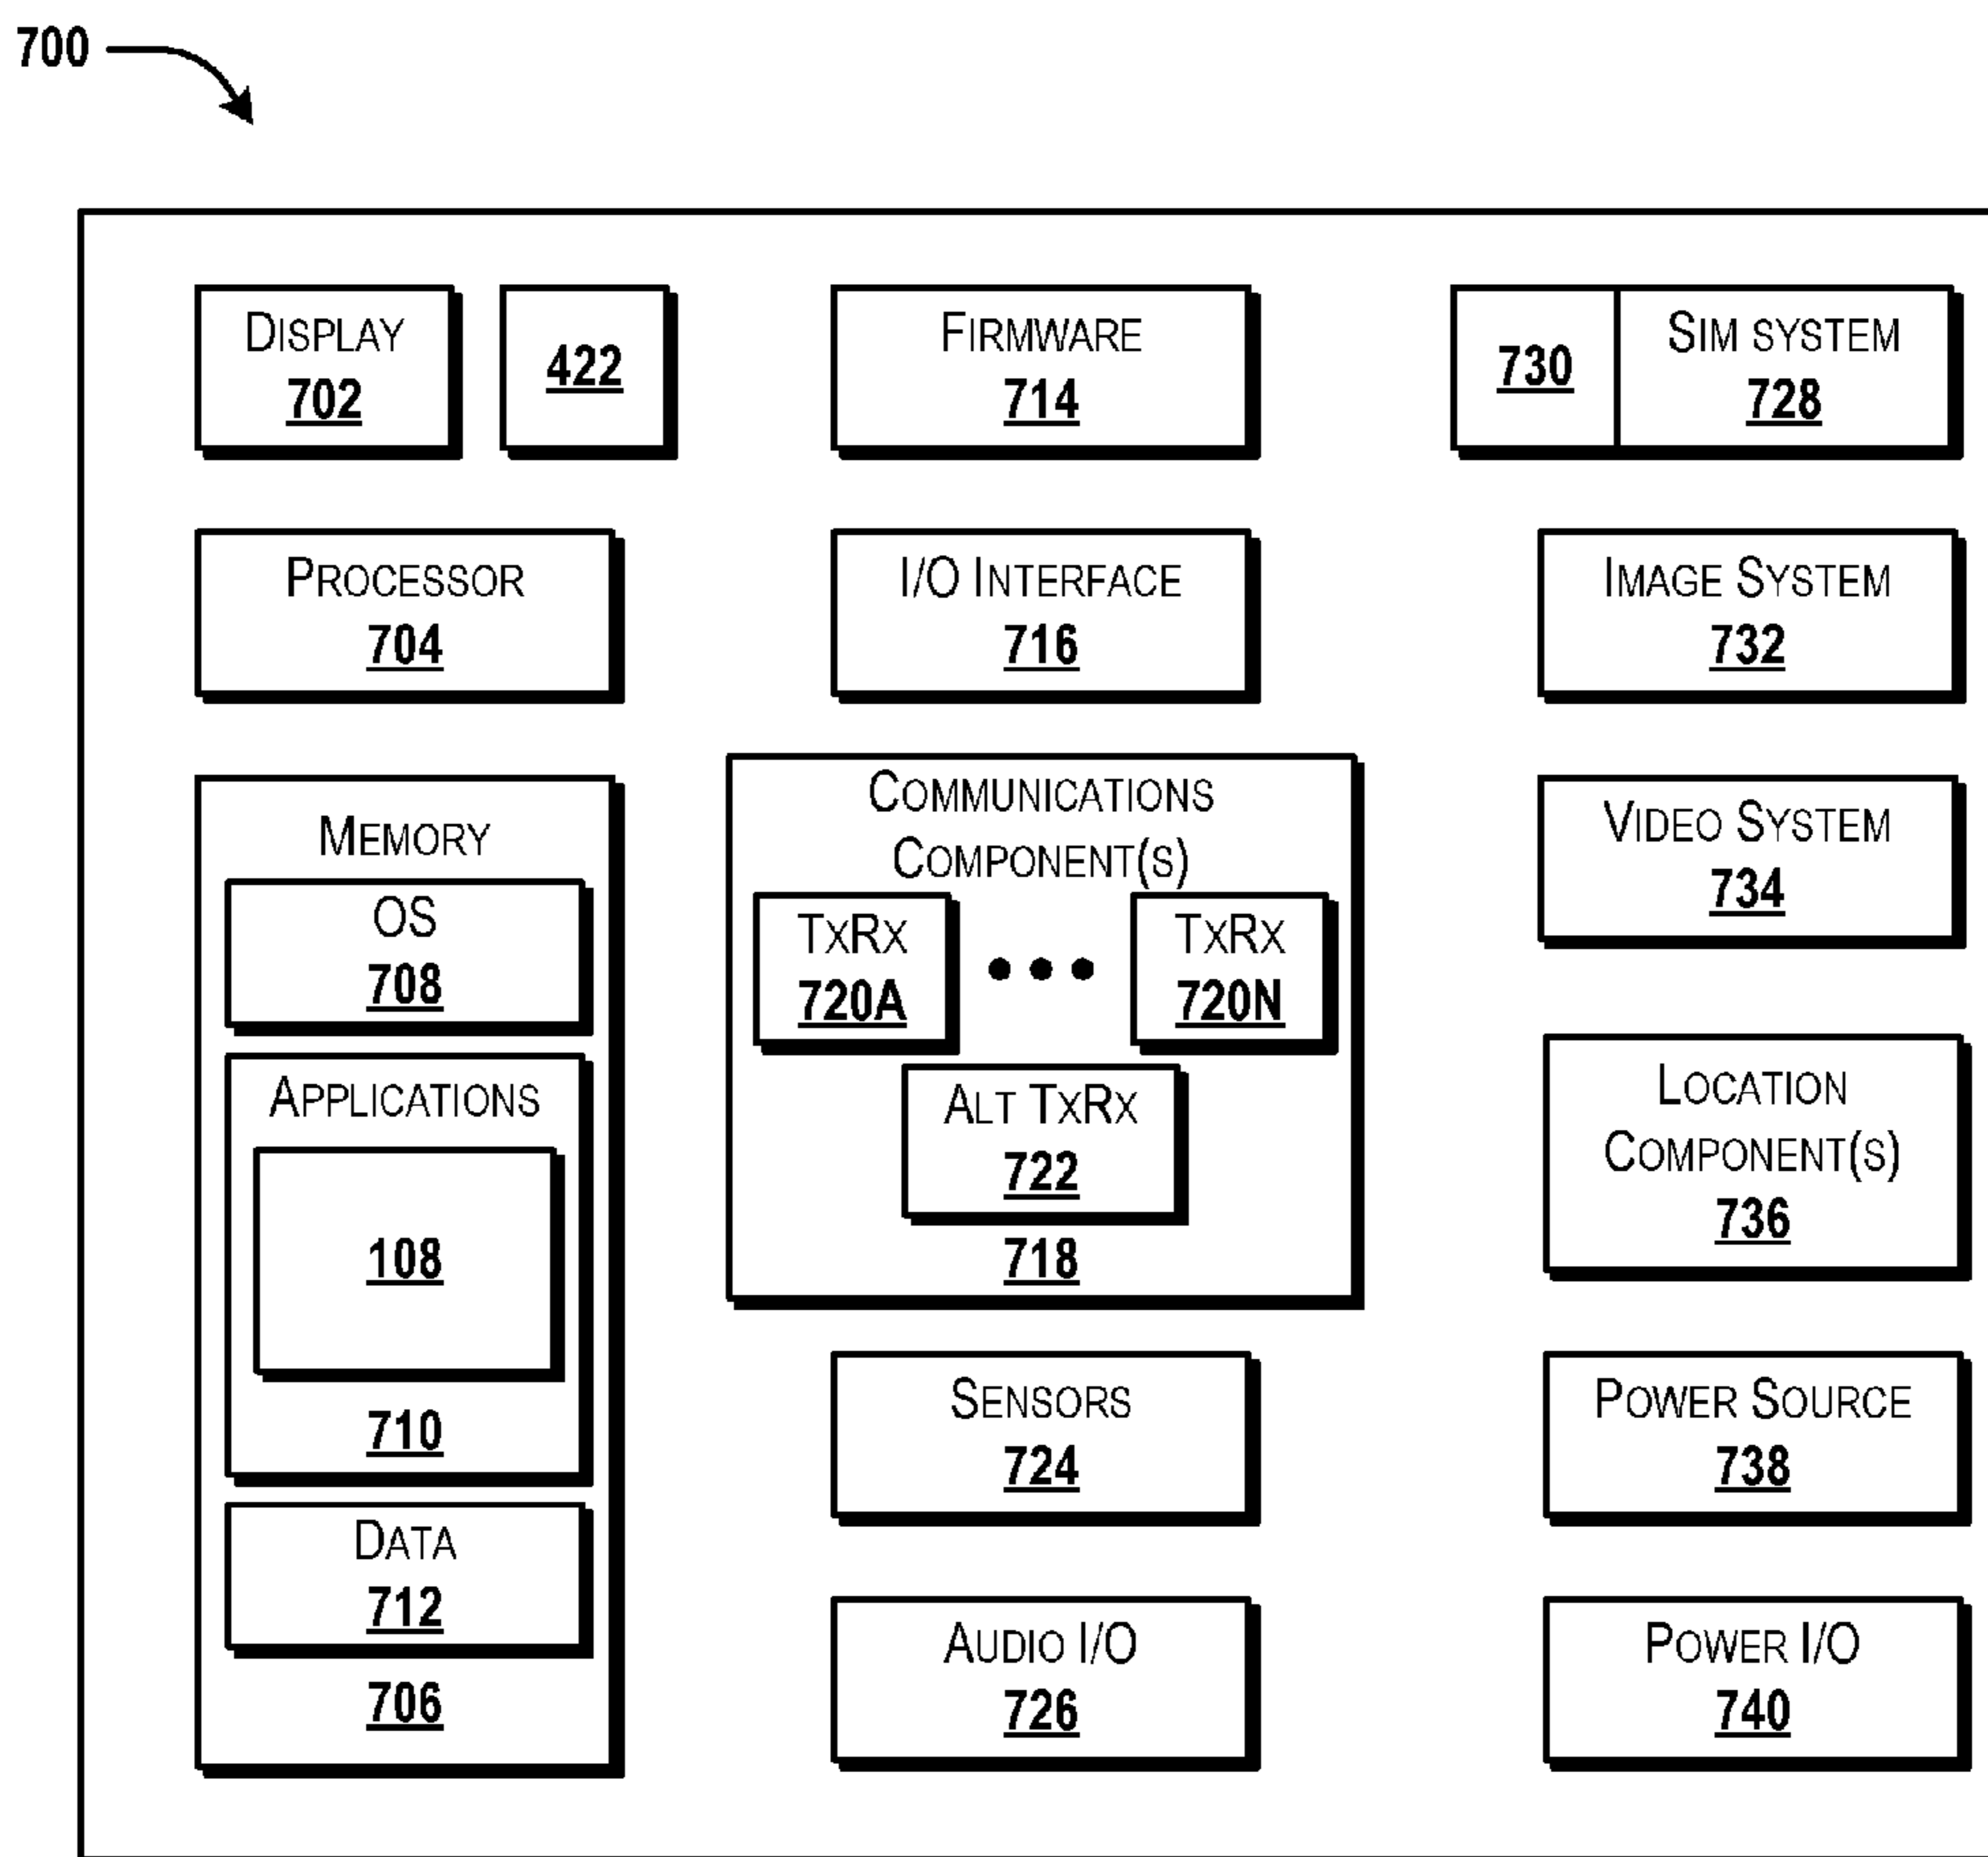 700
DISPLAY
702
422
FIRMWARE
714
730
SIM SYSTEM
728
PROCESSOR
704
I/O INTERFACE
716
IMAGE SYSTEM
732
MEMORY
OS
708
APPLICATIONS
108
710
DATA
712
706
COMMUNICATIONS
COMPONENT(S)
TXRX
720A
TXRX
720N
ALT TXRX
722
718
SENSORS
724
AUDIO I/O
726
VIDEO SYSTEM
734
LOCATION
COMPONENT(S)
736
POWER SOURCE
738
POWER I/O
740